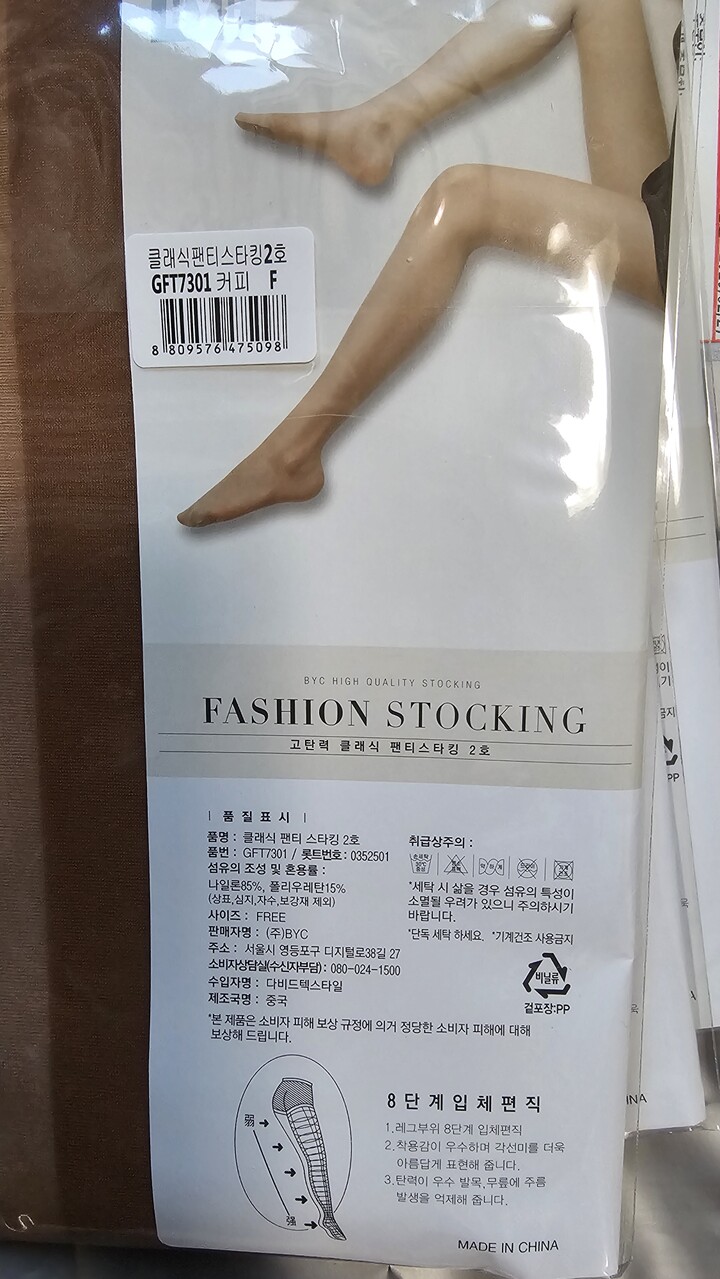 클래식팬티스타킹2호
GFT7301 커피 F
8 809576 475098
BYC HIGH QUALITY STOCKING
FASHION STOCKING
고탄력 클래식 팬티스타킹 2호
| 품 질 표 시 |
품명 : 클래식 팬티 스타킹 2호
품번 : GFT7301 / 롯트번호 : 0352501
섬유의 조성 및 혼용률 :
나일론85%, 폴리우레탄15%
(상표,심지,자수,보강재 제외)
사이즈 : FREE
판매자명 : (주)BYC
주소 : 서울시 영등포구 디지털로38길 27
소비자상담실(수신자부담) : 080-024-1500
수입자명 : 다비드텍스타일
제조국명 : 중국
*본 제품은 소비자 피해 보상 규정에 의거 정당한 소비자 피해에 대해
보상해 드립니다.
취급상주의 :
*세탁 시 삶을 경우 섬유의 특성이
소멸될 우려가 있으니 주의하시기
바랍니다.
*단독 세탁 하세요. *기계건조 사용금지
비닐류
겉포장:PP
弱
强
8단계입체편직
1.레그부위 8단계 입체편직
2.착용감이 우수하며 각선미를 더욱
아름답게 표현해 줍니다.
3.탄력이 우수 발목,무릎에 주름
발생을 억제해 줍니다.
MADE IN CHINA
PP